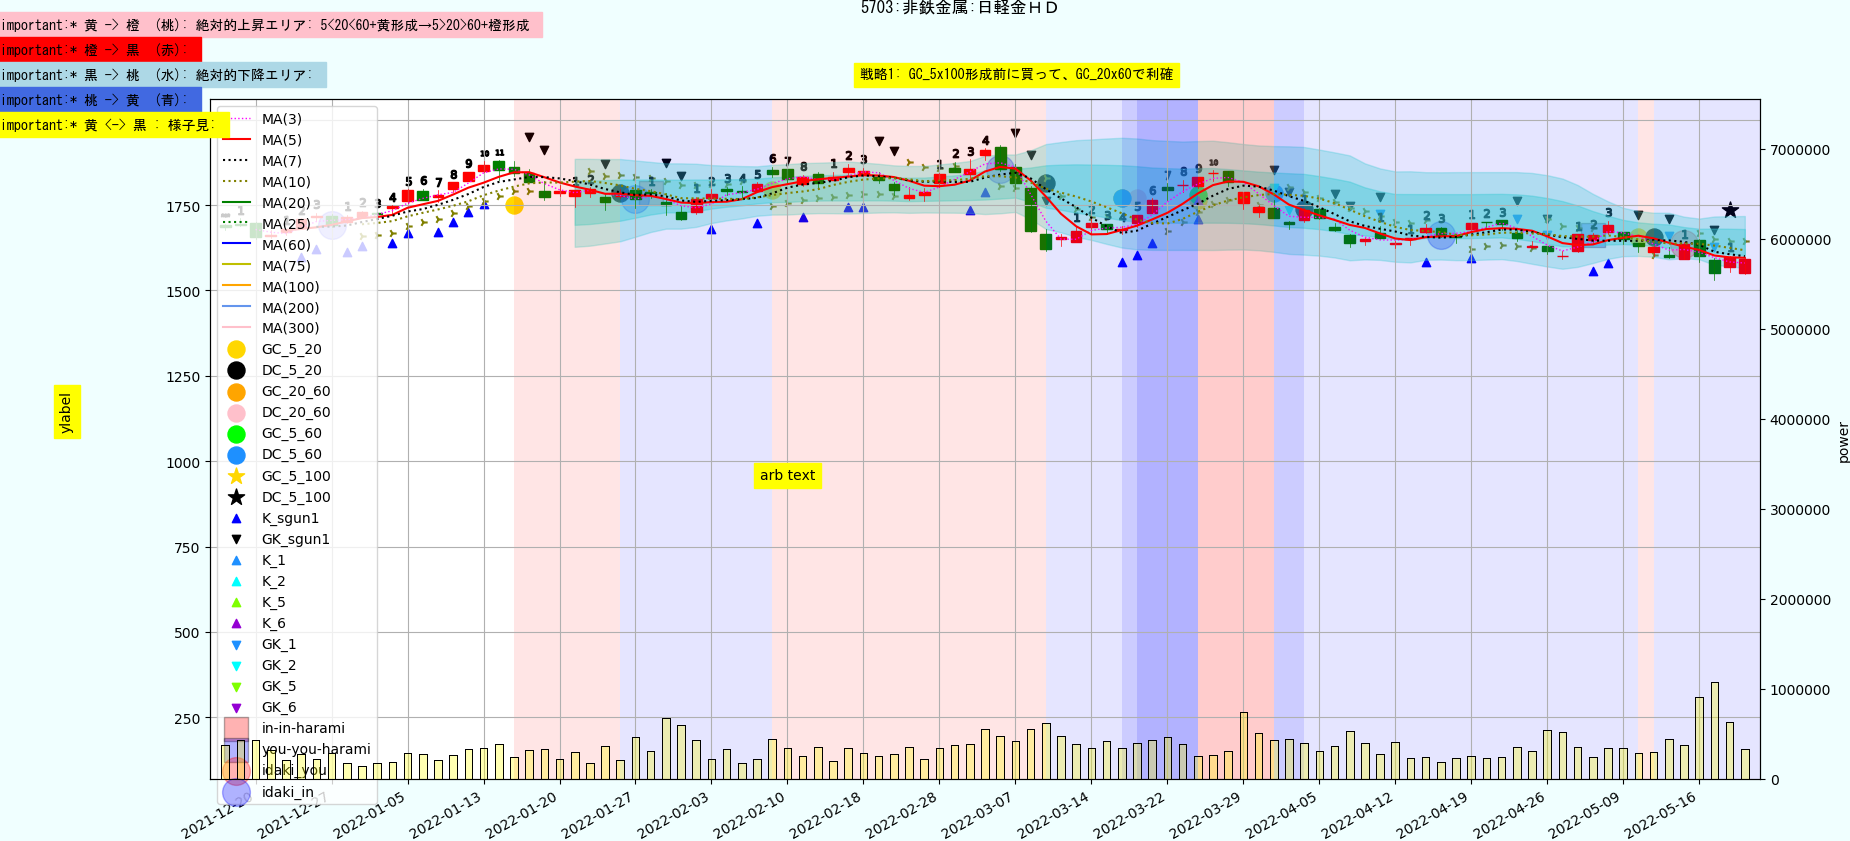 5703:非鉄金属:日軽金ＨＤ
important:* 黄 -> 橙 （桃）: 絶対的上昇エリア: 5<20<60+黄形成→5>20>60+橙形成
important:* 橙 -> 黒 （赤）:
important:* 黒 -> 桃 （水）: 絶対的下降エリア:
戦略1: GC_5x100形成前に買って、GC_20x60で利確
important:* 桃 -> 黄 （青）:
important:* 黄 <-> 黒 : 様子見:
MA(3)
MA(5)
MA(7)
MA(10)
MA(20)
MA(25)
MA(60)
MA(75)
MA(100)
MA(200)
MA(300)
GC_5_20
DC_5_20
GC_20_60
DC_20_60
GC_5_60
DC_5_60
GC_5_100
DC_5_100
K_sgun1
GK_sgun1
K_1
K_2
K_5
K_6
GK_1
GK_2
GK_5
GK_6
in-in-harami
you-you-harami
idaki_you
idaki_in
1750
1500
1250
1000
750
500
250
ylabel
arb text
7000000
6000000
5000000
4000000
3000000
2000000
1000000
0
power
2021-12-20
2021-12-27
2022-01-05
2022-01-13
2022-01-20
2022-01-27
2022-02-03
2022-02-10
2022-02-18
2022-02-28
2022-03-07
2022-03-14
2022-03-22
2022-03-29
2022-04-05
2022-04-12
2022-04-19
2022-04-26
2022-05-09
2022-05-16